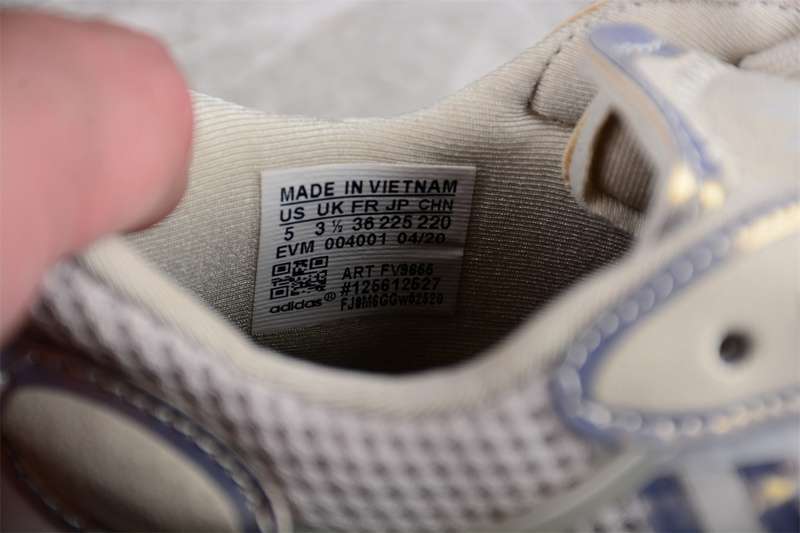 MADE IN VIETNAM
US UK FR JP CHN
5 3 ½ 36 225 220
EVM 004001 04/20
ART FV9666
#125612627
adidas®